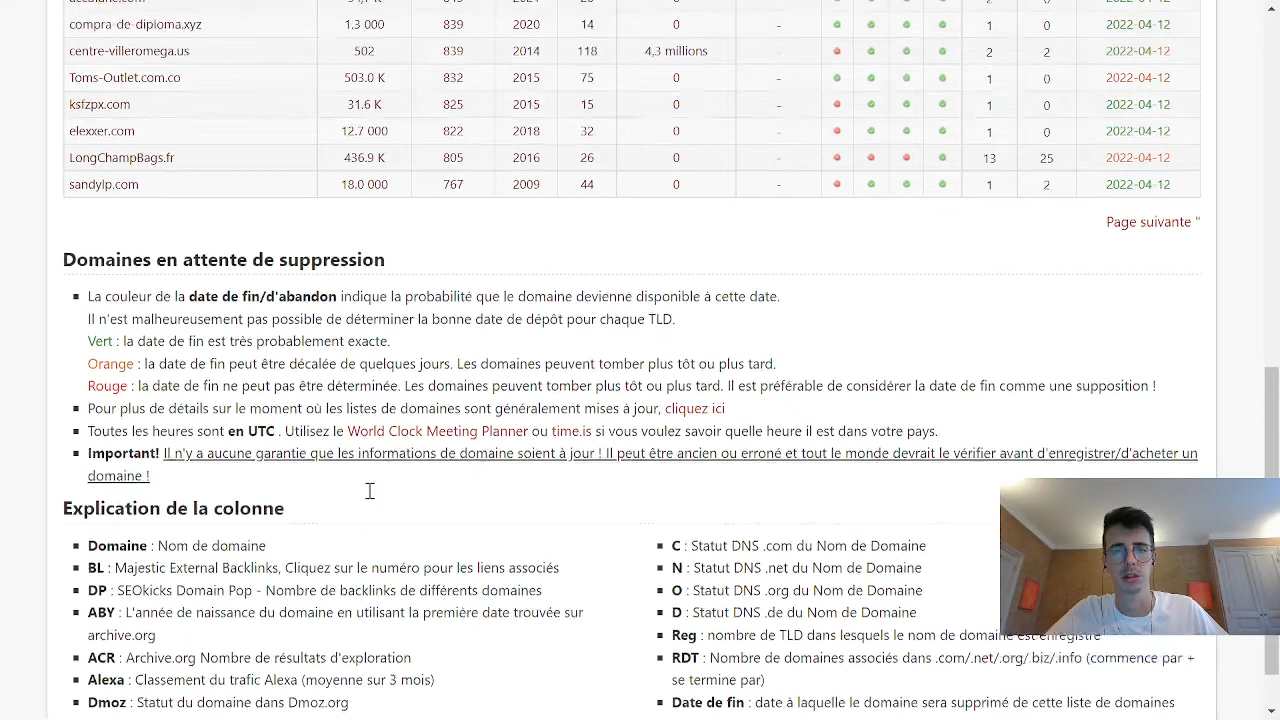 compra-de-diploma.xyz 1.3 000 839 2020 14 0 - 1 0 2022-04-12
centre-villeromega.us 502 839 2014 118 4,3 millions - 2 2 2022-04-12
Toms-Outlet.com.co 503.0 K 832 2015 75 0 - 1 0 2022-04-12
ksfzpx.com 31.6 K 825 2015 15 0 - 1 0 2022-04-12
elexxer.com 12.7 000 822 2018 32 0 - 1 0 2022-04-12
LongChampBags.fr 436.9 K 805 2016 26 0 - 13 25 2022-04-12
sandylp.com 18.0 000 767 2009 44 0 - 1 2 2022-04-12
Page suivante "
Domaines en attente de suppression
La couleur de la date de fin/d'abandon indique la probabilité que le domaine devienne disponible à cette date.
Il n'est malheureusement pas possible de déterminer la bonne date de dépôt pour chaque TLD.
Vert : la date de fin est très probablement exacte.
Orange : la date de fin peut être décalée de quelques jours. Les domaines peuvent tomber plus tôt ou plus tard.
Rouge : la date de fin ne peut pas être déterminée. Les domaines peuvent tomber plus tôt ou plus tard. Il est préférable de considérer la date de fin comme une supposition !
Pour plus de détails sur le moment où les listes de domaines sont généralement mises à jour, cliquez ici
Toutes les heures sont en UTC . Utilisez le World Clock Meeting Planner ou time.is si vous voulez savoir quelle heure il est dans votre pays.
Important! Il n'y a aucune garantie que les informations de domaine soient à jour ! Il peut être ancien ou erroné et tout le monde devrait le vérifier avant d'enregistrer/d'acheter un
domaine !
Explication de la colonne
Domaine : Nom de domaine
BL : Majestic External Backlinks, Cliquez sur le numéro pour les liens associés
DP : SEOkicks Domain Pop - Nombre de backlinks de différents domaines
ABY : L'année de naissance du domaine en utilisant la première date trouvée sur
archive.org
ACR : Archive.org Nombre de résultats d'exploration
Alexa : Classement du trafic Alexa (moyenne sur 3 mois)
Dmoz : Statut du domaine dans Dmoz.org
C : Statut DNS .com du Nom de Domaine
N : Statut DNS .net du Nom de Domaine
O : Statut DNS .org du Nom de Domaine
D : Statut DNS .de du Nom de Domaine
Reg : nombre de TLD dans lesquels le nom de domaine est enregistré
RDT : Nombre de domaines associés dans .com/.net/.org/.biz/.info (commence par +
se termine par)
Date de fin : date à laquelle le domaine sera supprimé de cette liste de domaines